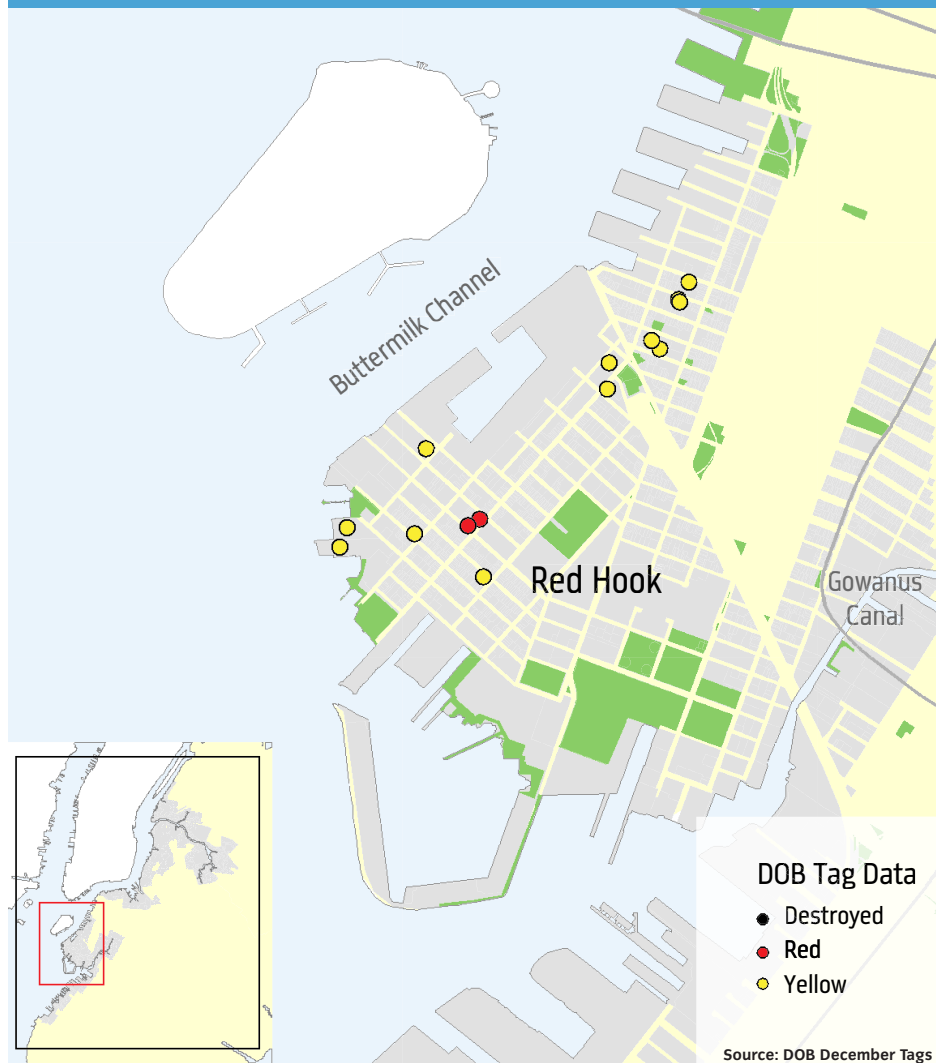 Buttermilk Channel
Red Hook
Gowanus
Canal
DOB Tag Data
Destroyed
Red
Yellow
Source: DOB December Tags